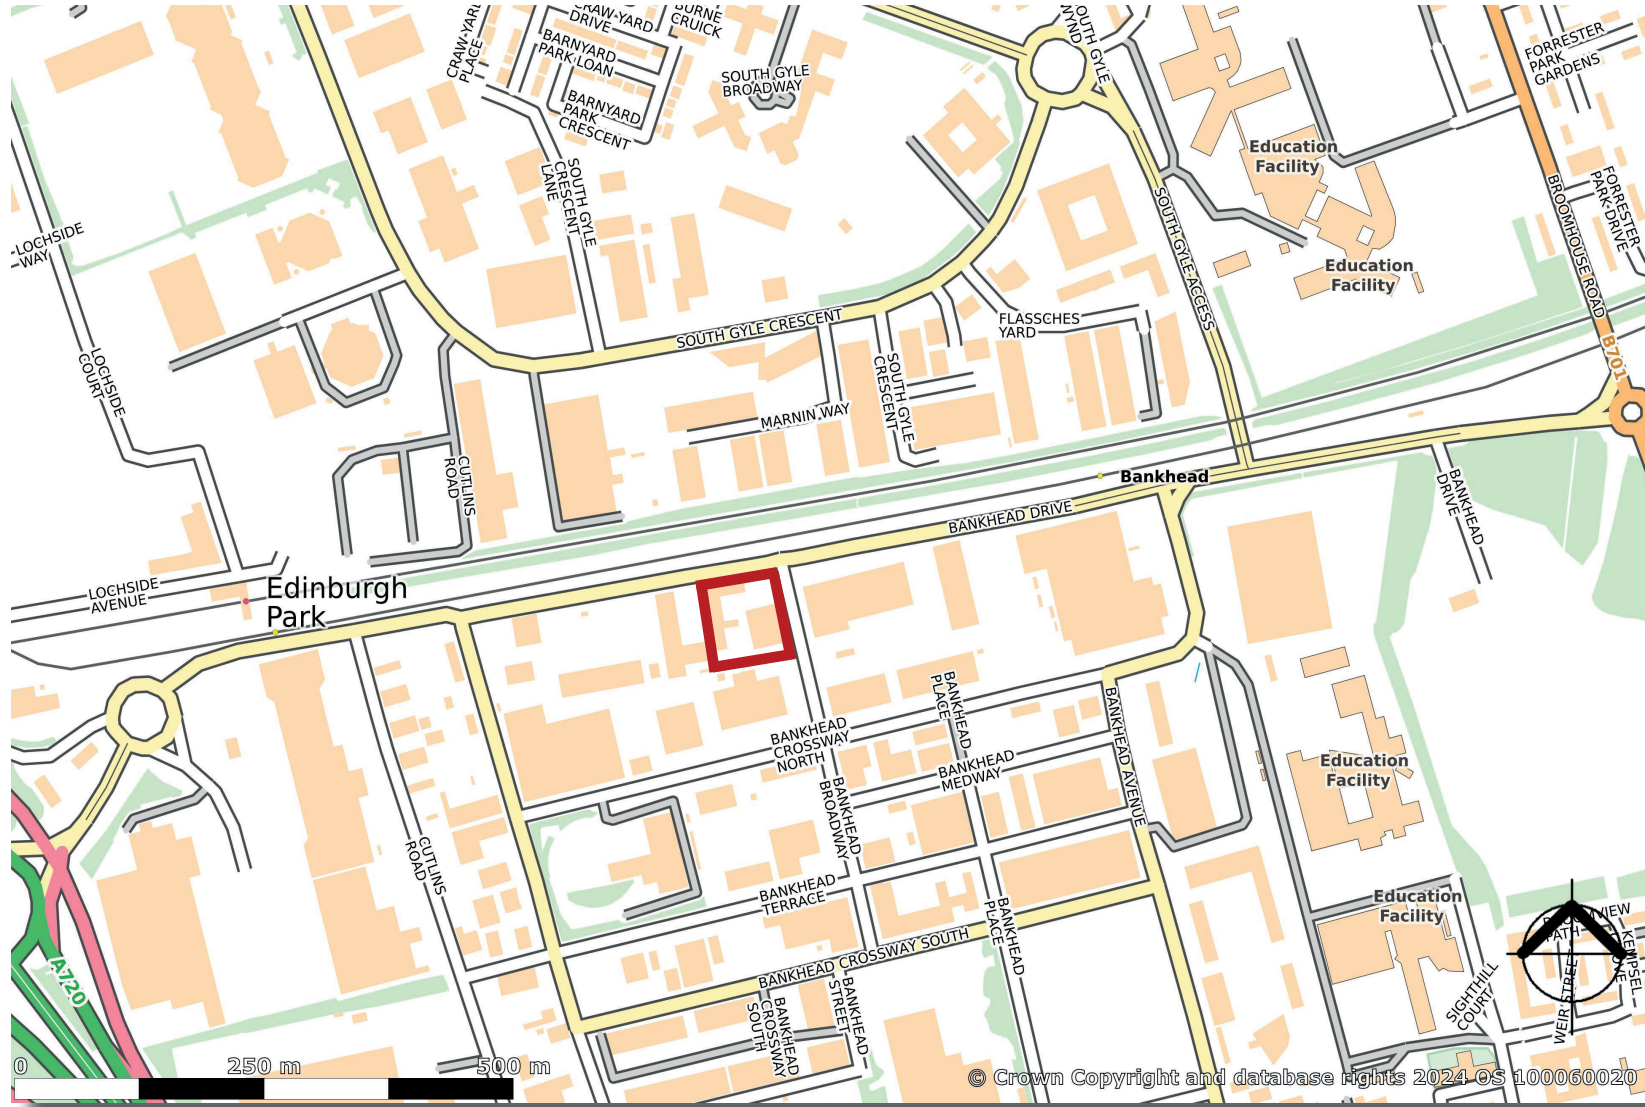 CRAW-YARD
DRIVE
BURNE
CRUICK
CRAW-YARD
PLACE
BARNYARD
PARK LOAN
BARNYARD
PARK
CRESCENT
SOUTH GYLE
BROADWAY
SOUTH GYLE
WYND
FORRESTER
PARK
GARDENS
Education
Facility
FORRESTER
PARK DRIVE
BROOMHOUSE ROAD
SOUTH GYLE
CRESCENT
LANE
SOUTH GYLE ACCESS
LOCHSIDE
WAY
Education
Facility
SOUTH GYLE CRESCENT
FLASSCHES
YARD
B701
LOCHSIDE
COURT
SOUTH GYLE
CRESCENT
MARNIN WAY
CUTLINS
ROAD
Bankhead
BANKHEAD
DRIVE
BANKHEAD DRIVE
LOCHSIDE
AVENUE
Edinburgh
Park
BANKHEAD
PLACE
BANKHEAD AVENUE
BANKHEAD
CROSSWAY
NORTH
BANKHEAD
MEDWAY
Education
Facility
BANKHEAD
BROADWAY
CUTLINS
ROAD
BANKHEAD
TERRACE
BANKHEAD
PLACE
Education
Facility
BANKHEAD CROSSWAY SOUTH
PATH
A720
BANKHEAD
STREET
BANKHEAD
CROSSWAY
SOUTH
SIGHTHILL
COURT
WEIR STREET
0
250 m
500 m
© Crown Copyright and database rights 2024 OS 100060020